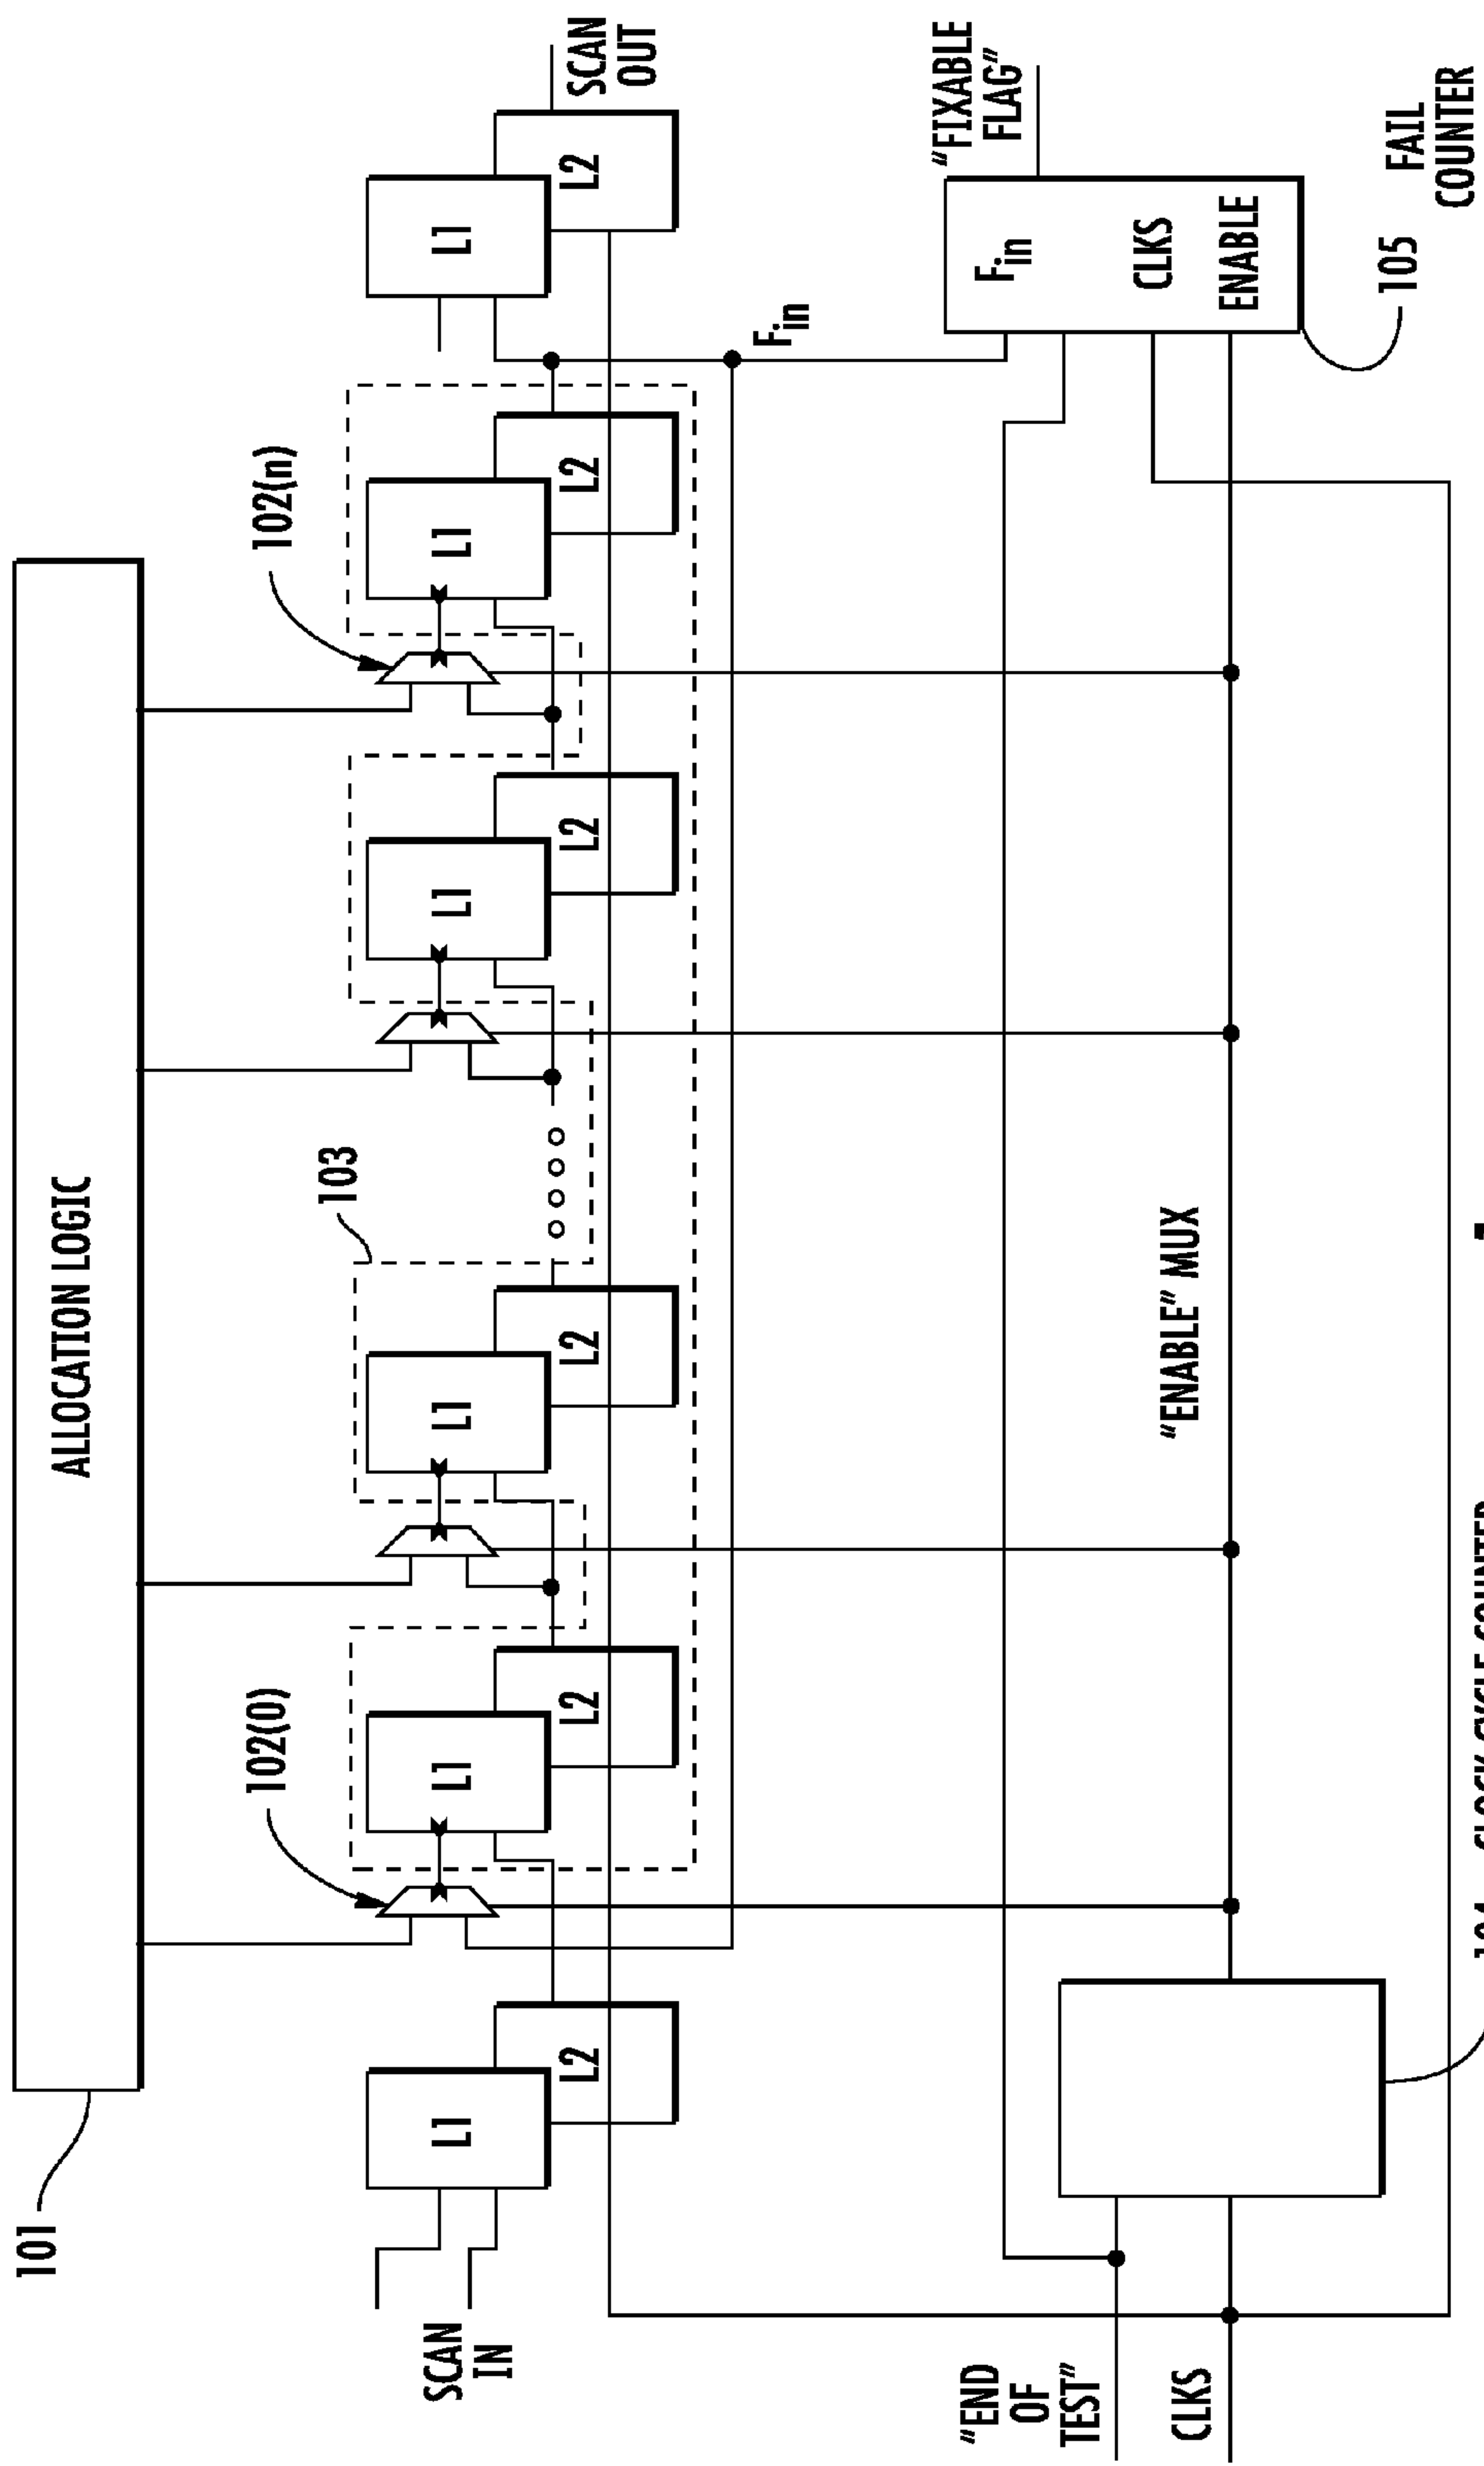 101
ALLOCATION LOGIC
102(0)
103
102(n)
SCAN
IN
L1
L2
L1
L2
L1
L2
L1
L2
L1
L2
L1
L2
SCAN
OUT
Fin
"FIXABLE
FLAG"
Fin
CLKS
ENABLE
105
FAIL
COUNTER
"ENABLE" MUX
"END
OF
TEST"
CLKS